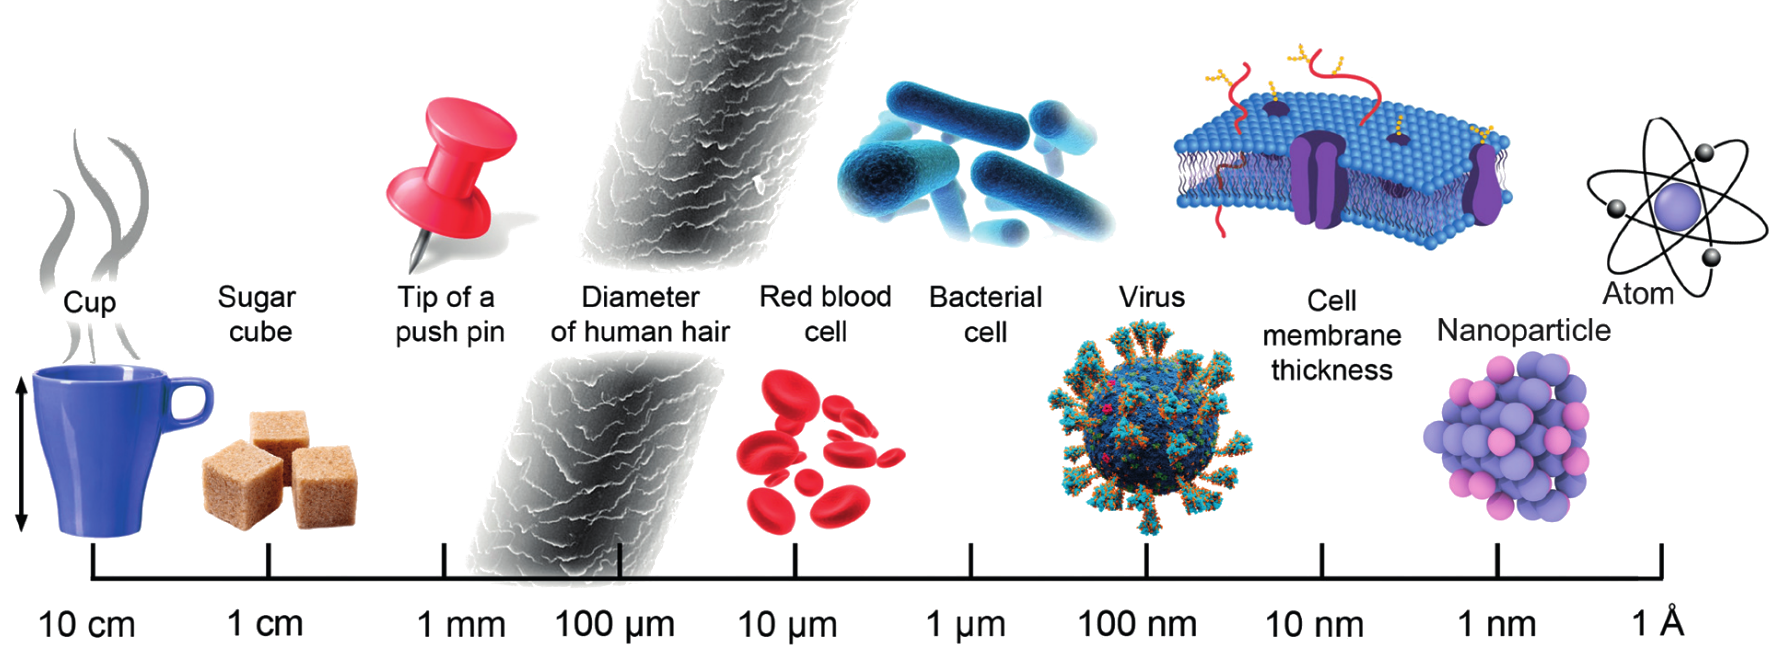 Cup
Sugar
cube
Tip of a
push pin
Diameter
of human hair
Red blood
cell
Bacterial
cell
Virus
Cell
membrane
thickness
Nanoparticle
Atom
10 cm
1 cm
1 mm
100 µm
10 µm
1 µm
100 nm
10 nm
1 nm
1 Å